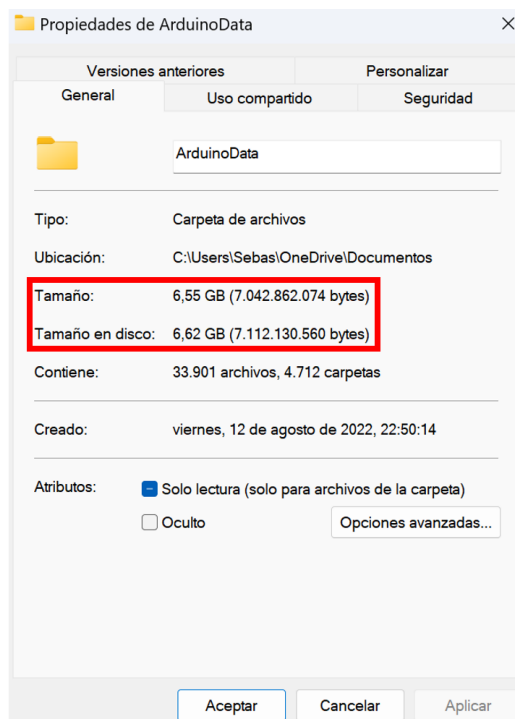 Propiedades de ArduinoData
Versiones anteriores Personalizar
General Uso compartido Seguridad
ArduinoData
Tipo: Carpeta de archivos
Ubicación: C:\Users\Sebas\OneDrive\Documentos
Tamaño: 6,55 GB (7.042.862.074 bytes)
Tamaño en disco: 6,62 GB (7.112.130.560 bytes)
Contiene: 33.901 archivos, 4.712 carpetas
Creado: viernes, 12 de agosto de 2022, 22:50:14
Atributos: Solo lectura (solo para archivos de la carpeta)
Oculto Opciones avanzadas...
Aceptar Cancelar Aplicar